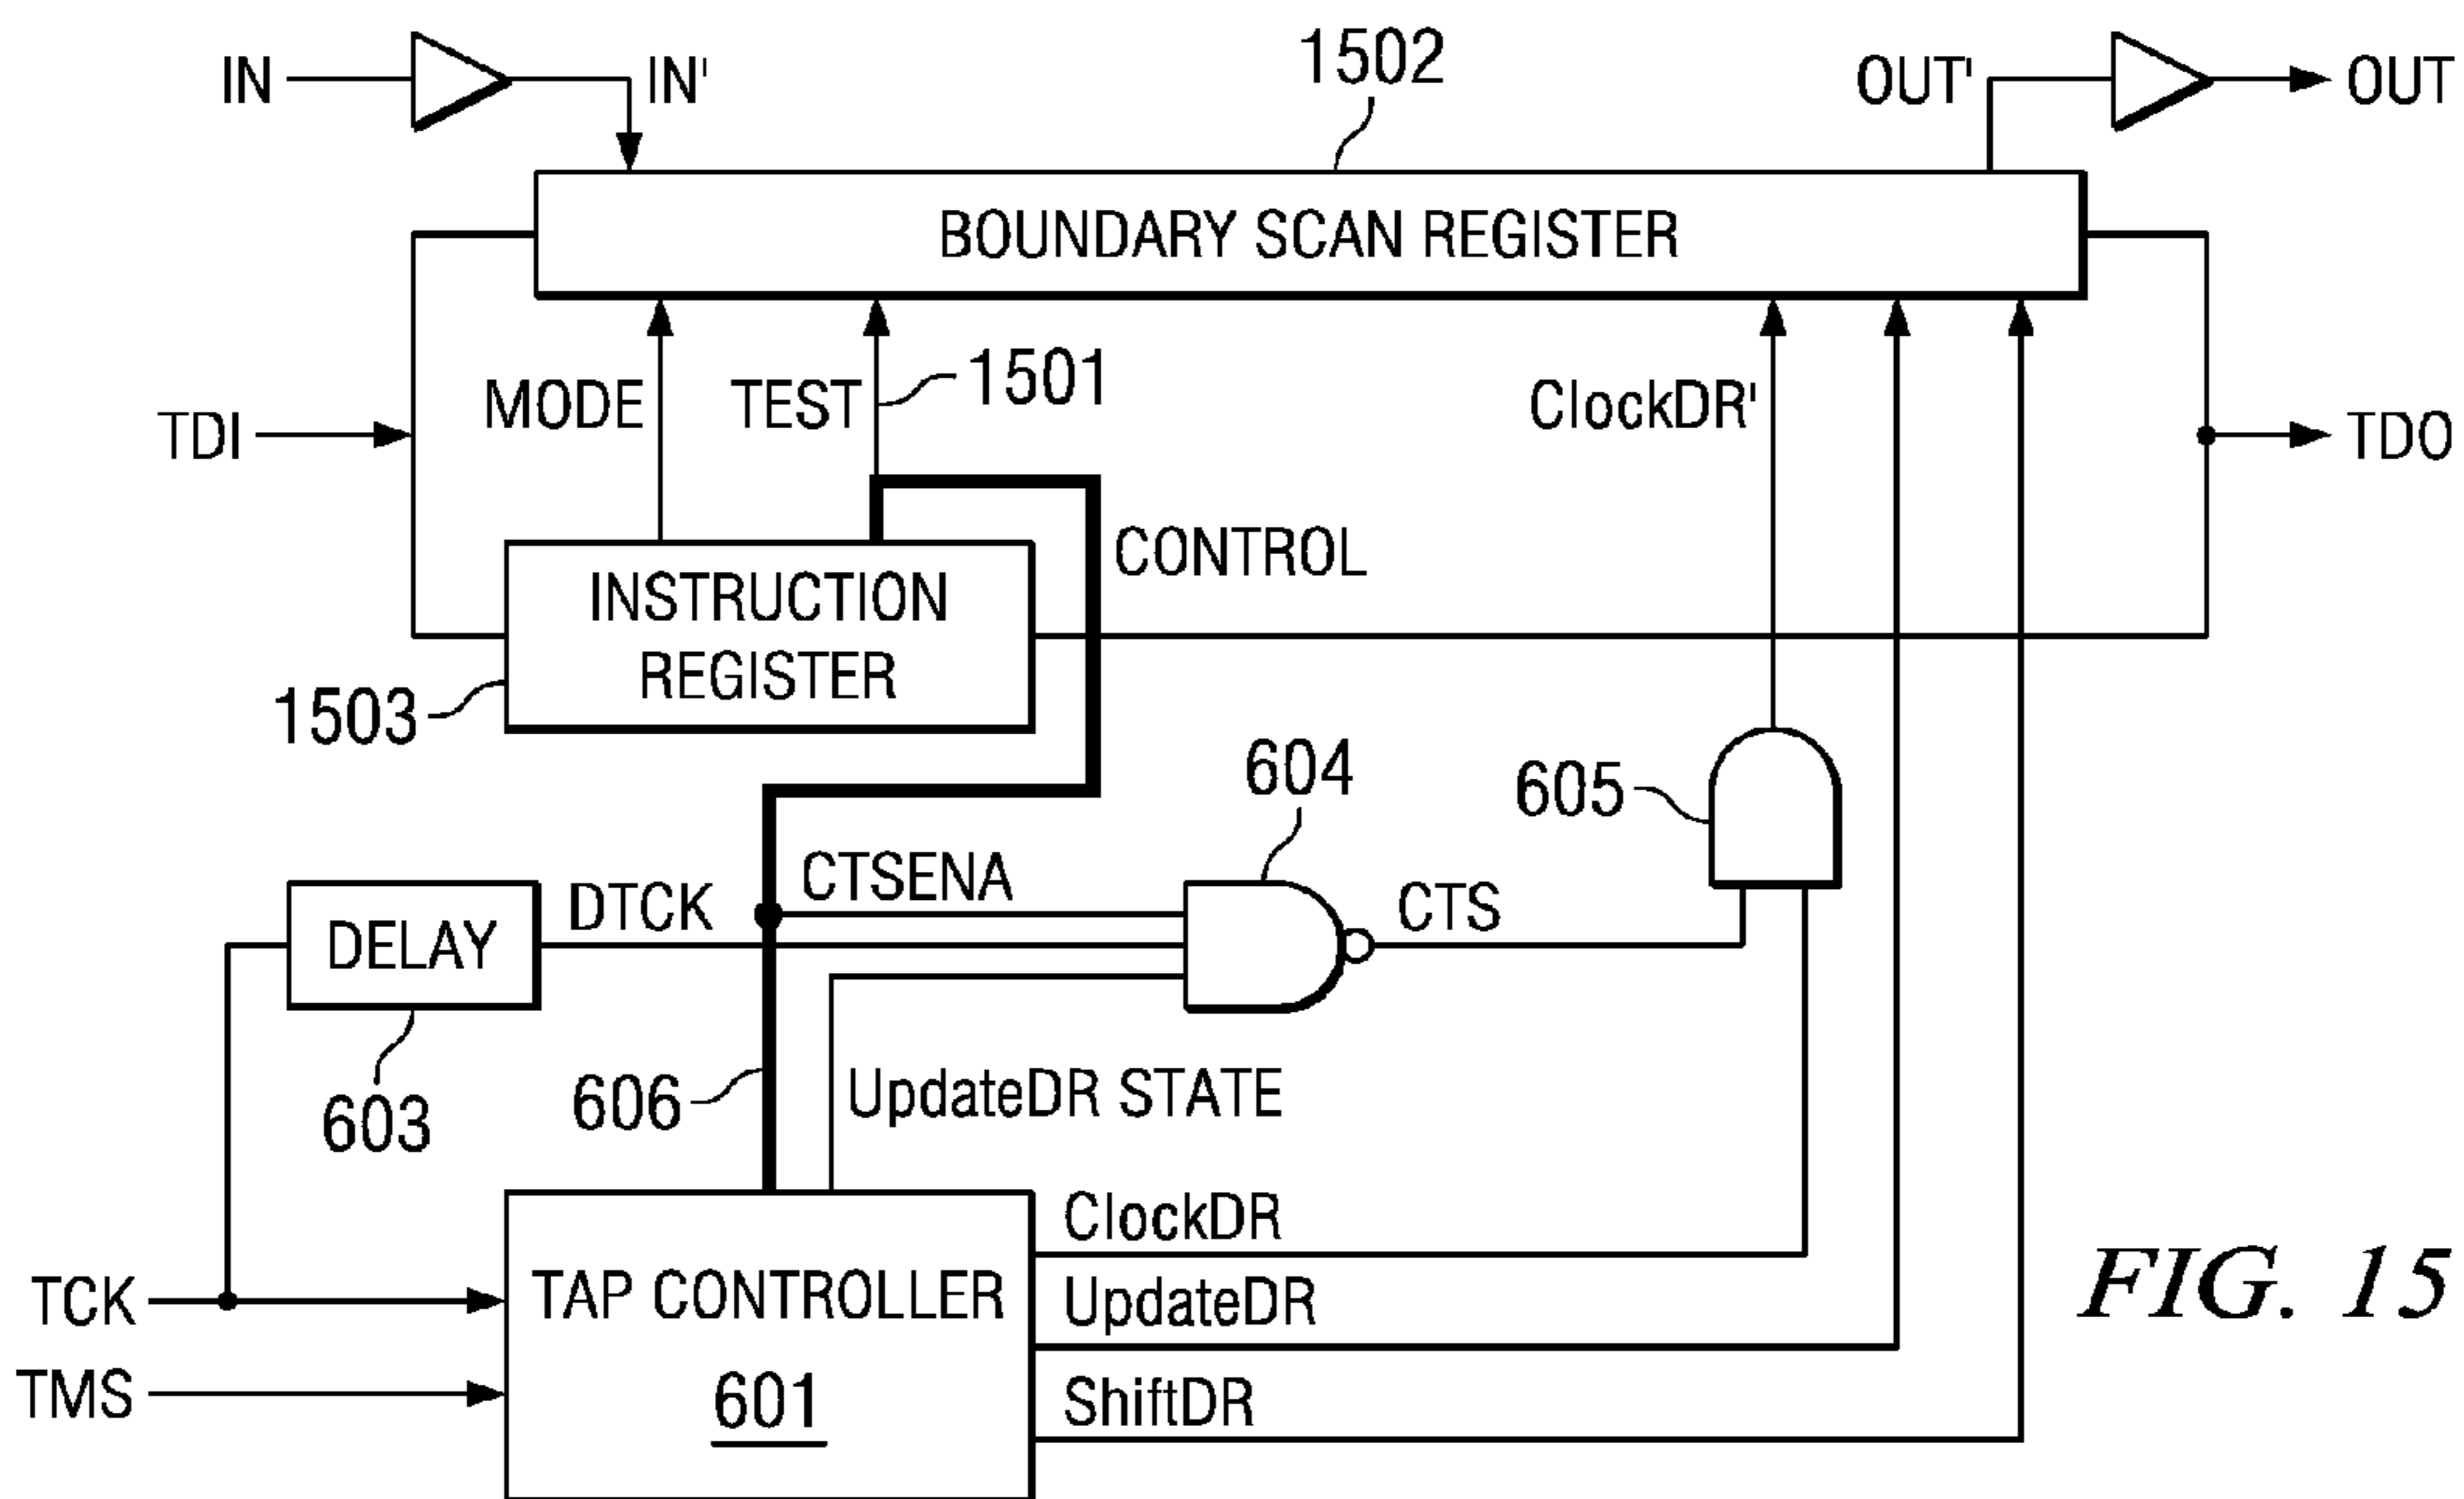 1502
IN
IN'
OUT'
OUT
BOUNDARY SCAN REGISTER
MODE
TEST
1501
ClockDR'
TDI
TDO
CONTROL
INSTRUCTION
REGISTER
1503
604
605
CTSENA
DTCK
CTS
DELAY
606
UpdateDR STATE
603
ClockDR
TCK
TAP CONTROLLER
UpdateDR
FIG. 15
TMS
601
ShiftDR